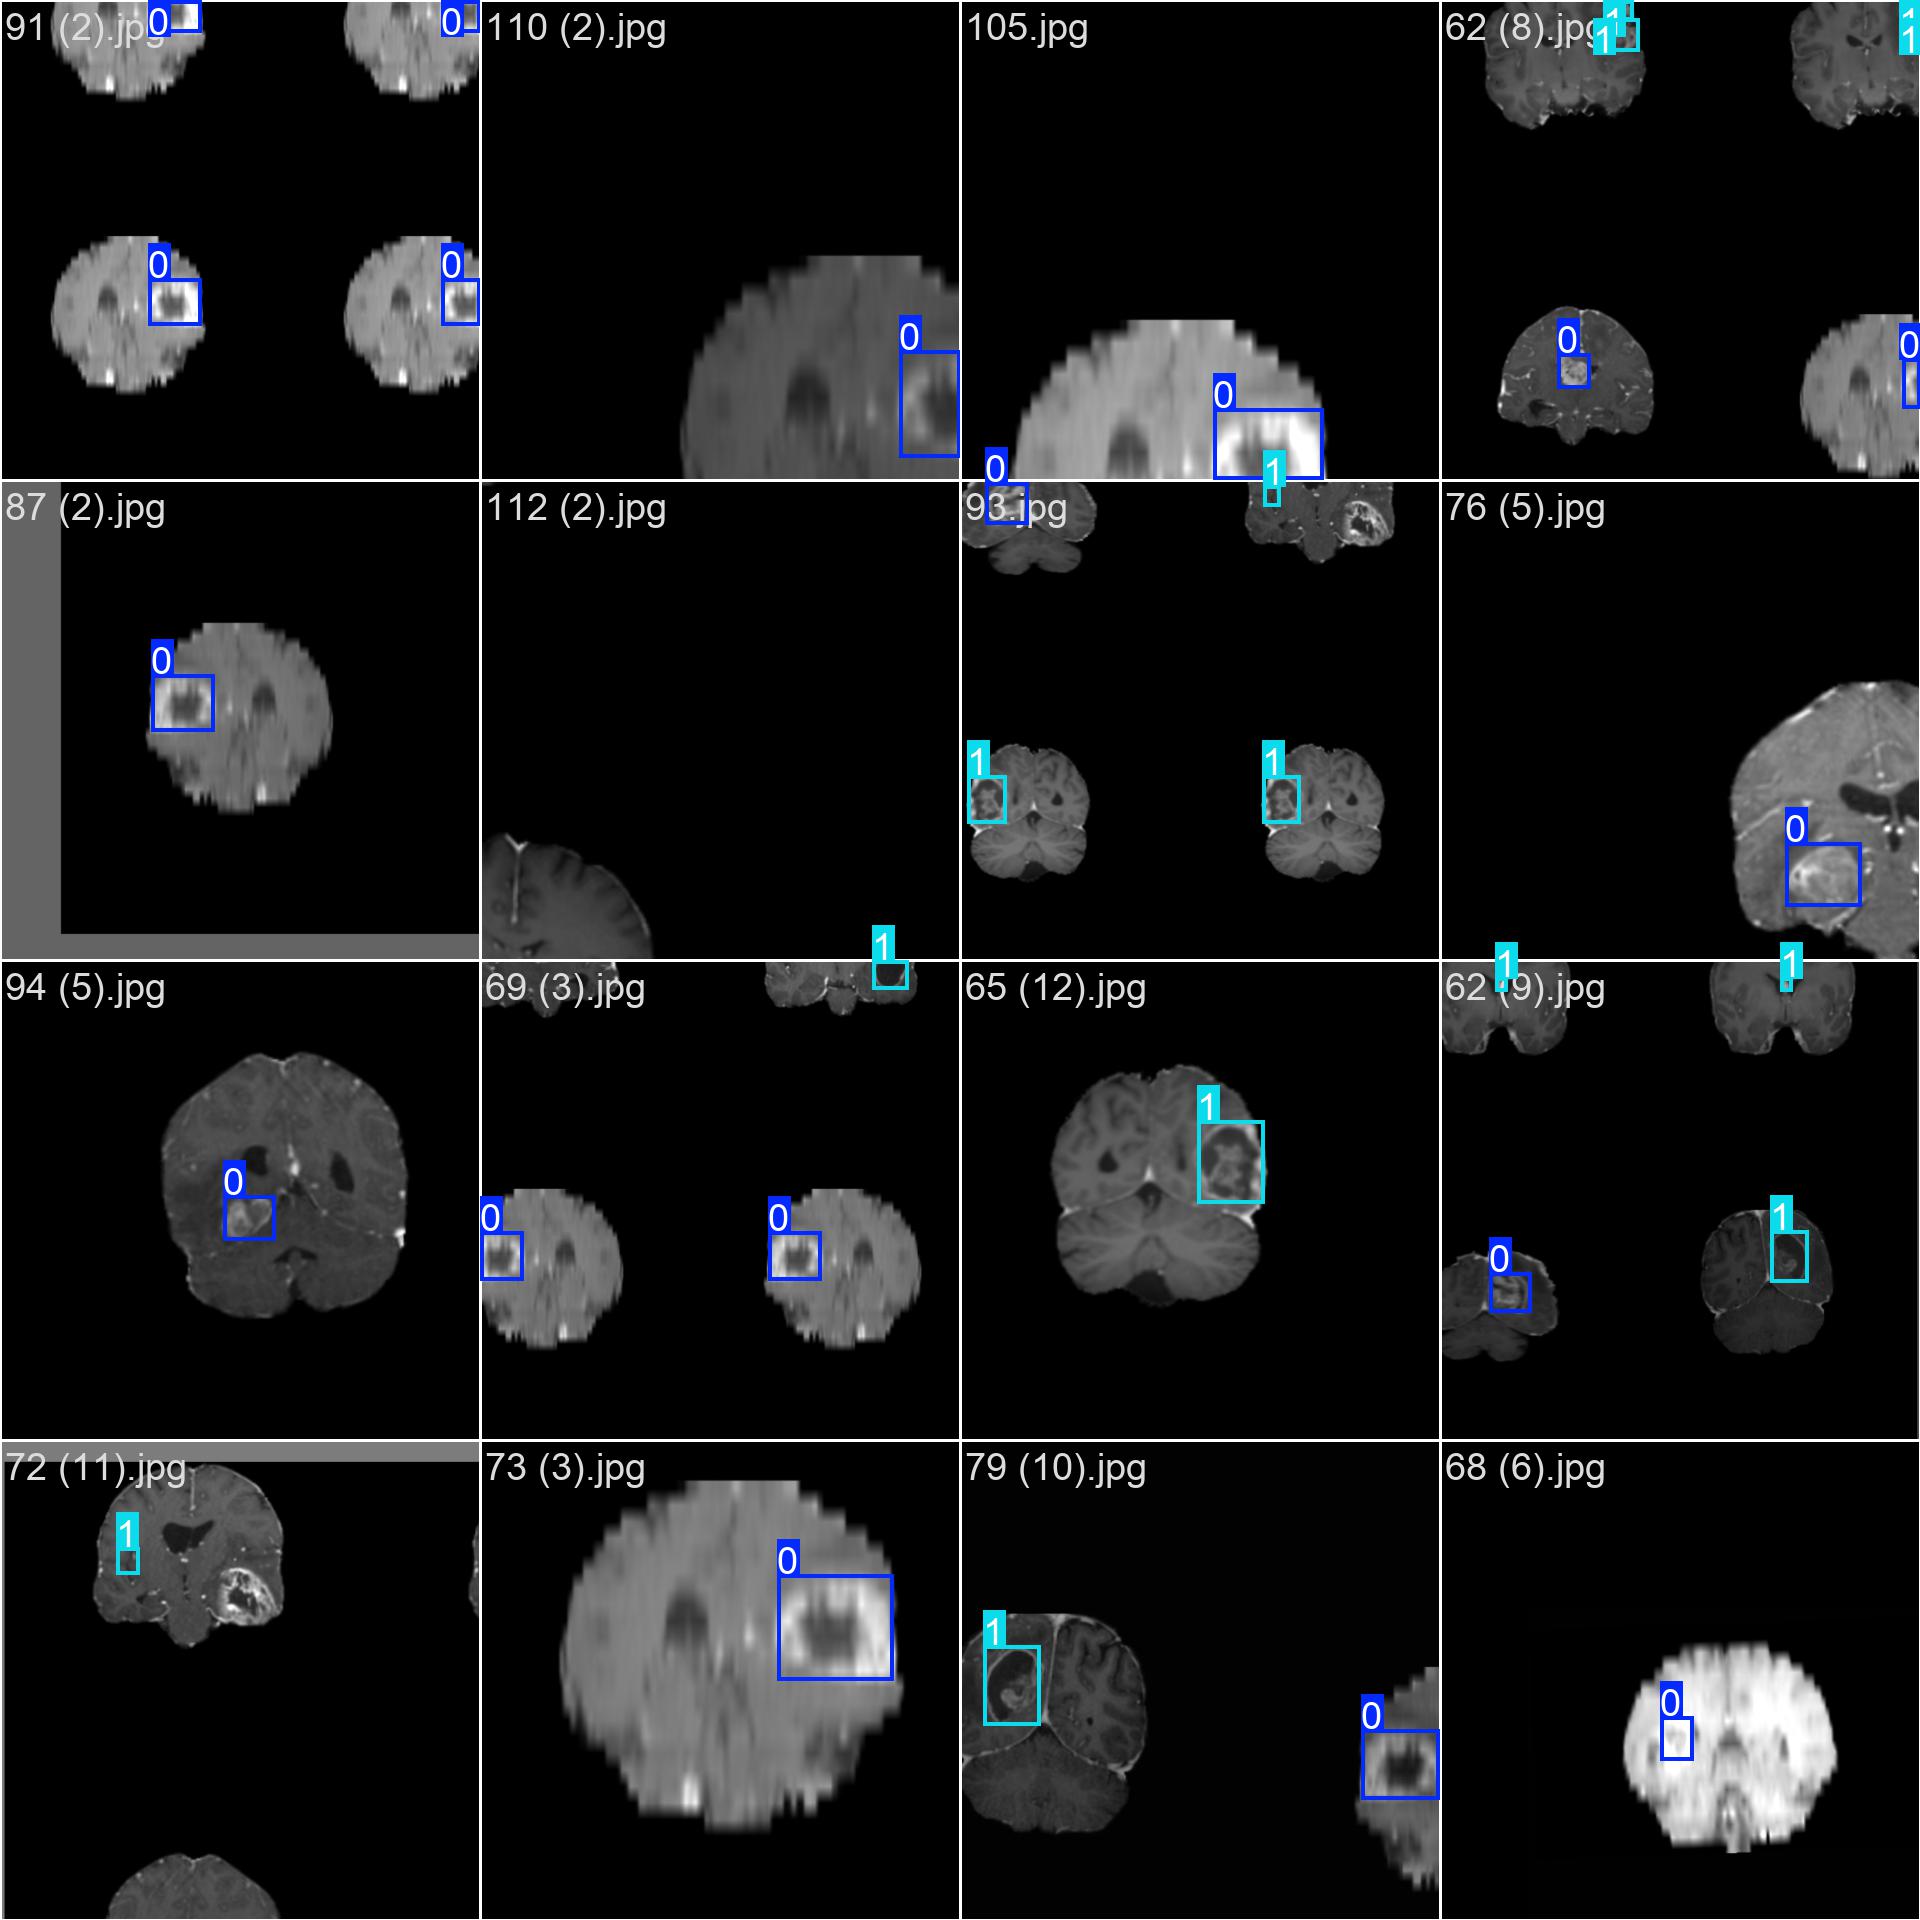 91 (2).jpg
0
0
110 (2).jpg
105.jpg
62 (8).jpg
1
1
1
1
0
0
0
0
0
0
0
0
1
87 (2).jpg
112 (2).jpg
93.jpg
76 (5).jpg
0
1
1
0
1
1
1
94 (5).jpg
69 (3).jpg
65 (12).jpg
62 (9).jpg
1
0
0
0
1
0
72 (11).jpg
73 (3).jpg
79 (10).jpg
68 (6).jpg
1
0
1
0
0